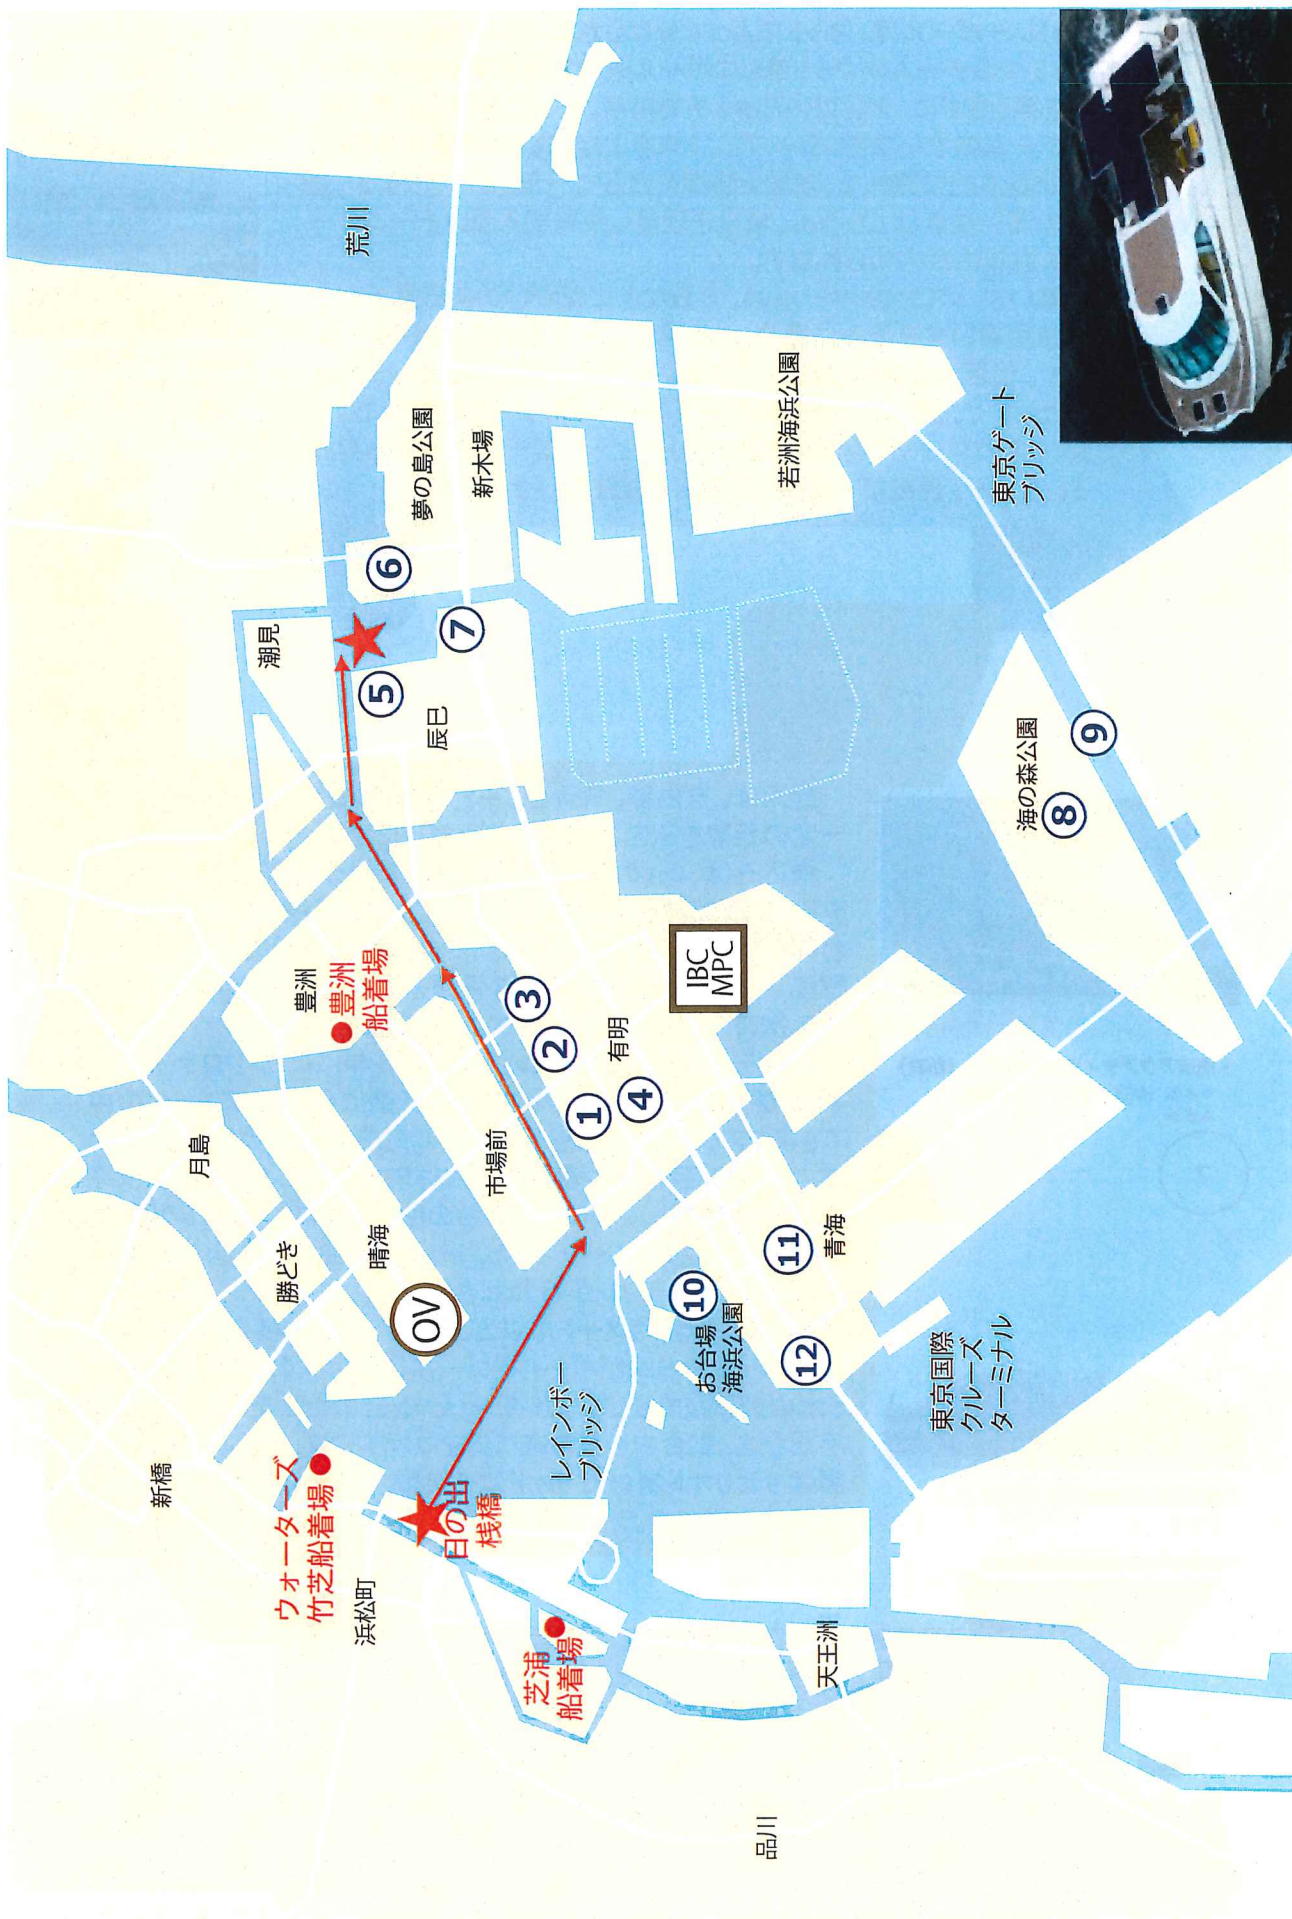 新橋
月島
潮見
勝どき
ウォーターズ
竹芝船着場
豊洲
豊洲
船着場
荒川
浜松町
晴海
⑤
⑥
夢の島公園
OV
辰巳
日の出
桟橋
⑦
新木場
市場前
③
芝浦
船着場
②
レインボー
ブリッジ
①
有明
④
IBC
MPC
⑩
お台場
海浜公園
品川
⑪
若洲海浜公園
⑫
天王洲
青海
東京国際
クルーズ
ターミナル
東京ゲート
ブリッジ
海の森公園
⑧
⑨